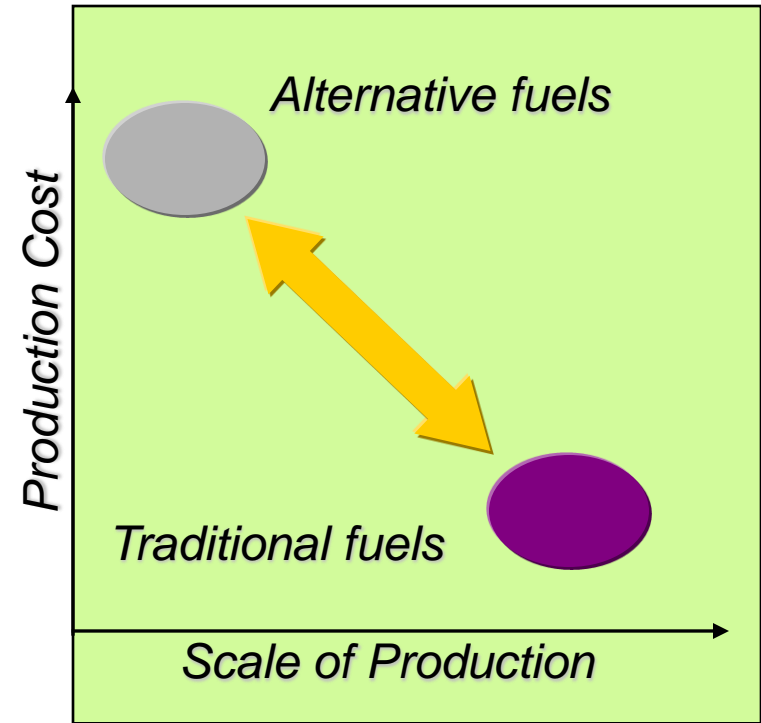 Alternative fuels
Production Cost
Traditional fuels
Scale of Production